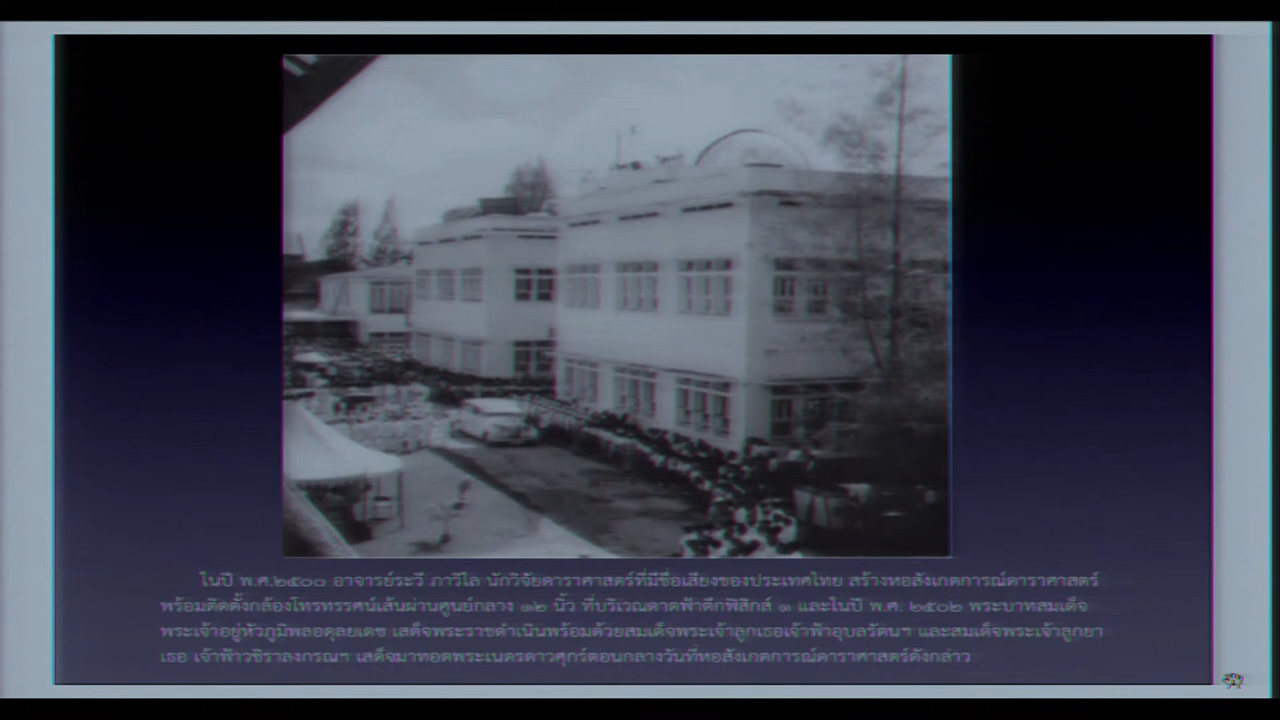 ในปี พ.ศ.๒๕๐๐ อาจารย์ระวี ภาวิไล นักวิจัยดาราศาสตร์ที่มีชื่อเสียงของประเทศไทย สร้างหอสังเกตการณ์ดาราศาสตร์
พร้อมติดตั้งกล้องโทรทรรศน์เส้นผ่านศูนย์กลาง ๑๒ นิ้ว ที่บริเวณดาดฟ้าตึกฟิสิกส์ ๑ และในปี พ.ศ. ๒๕๐๒ พระบาทสมเด็จ
พระเจ้าอยู่หัวภูมิพลอดุลยเดช เสด็จพระราชดำเนินพร้อมด้วยสมเด็จพระเจ้าลูกเธอเจ้าฟ้าอุบลรัตนฯ และสมเด็จพระเจ้าลูกยา
เธอ เจ้าฟ้าวชิราลงกรณฯ เสด็จมาทอดพระเนตรดาวศุกร์ตอนกลางวันที่หอสังเกตการณ์ดาราศาสตร์ดังกล่าว